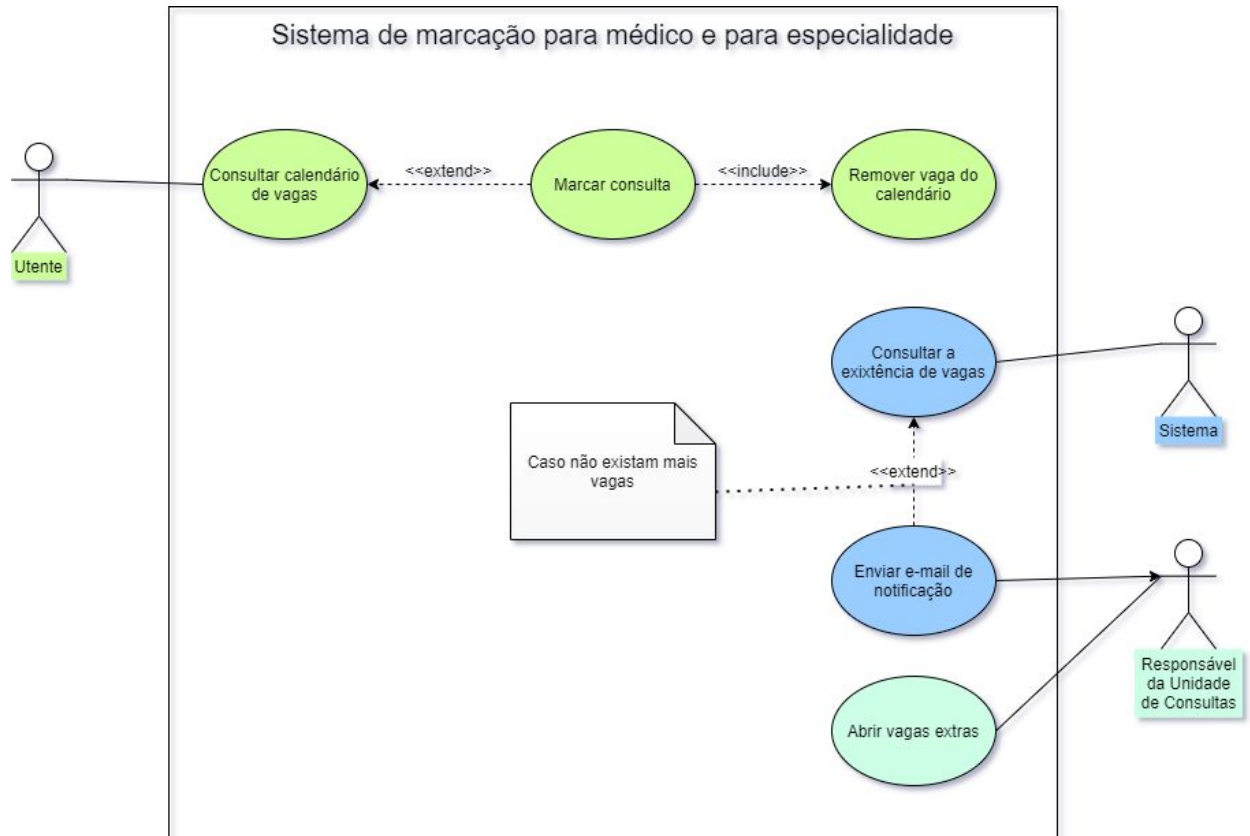 Sistema de marcação para médico e para especialidade
Consultar calendário
de vagas
<<extend>>
Marcar consulta
<<include>>
Remover vaga do
calendário
Utente
Consultar a
exixtência de vagas
Sistema
Caso não existam mais
vagas
<<extend>>
Enviar e-mail de
notificação
Responsável
da Unidade
de Consultas
Abrir vagas extras